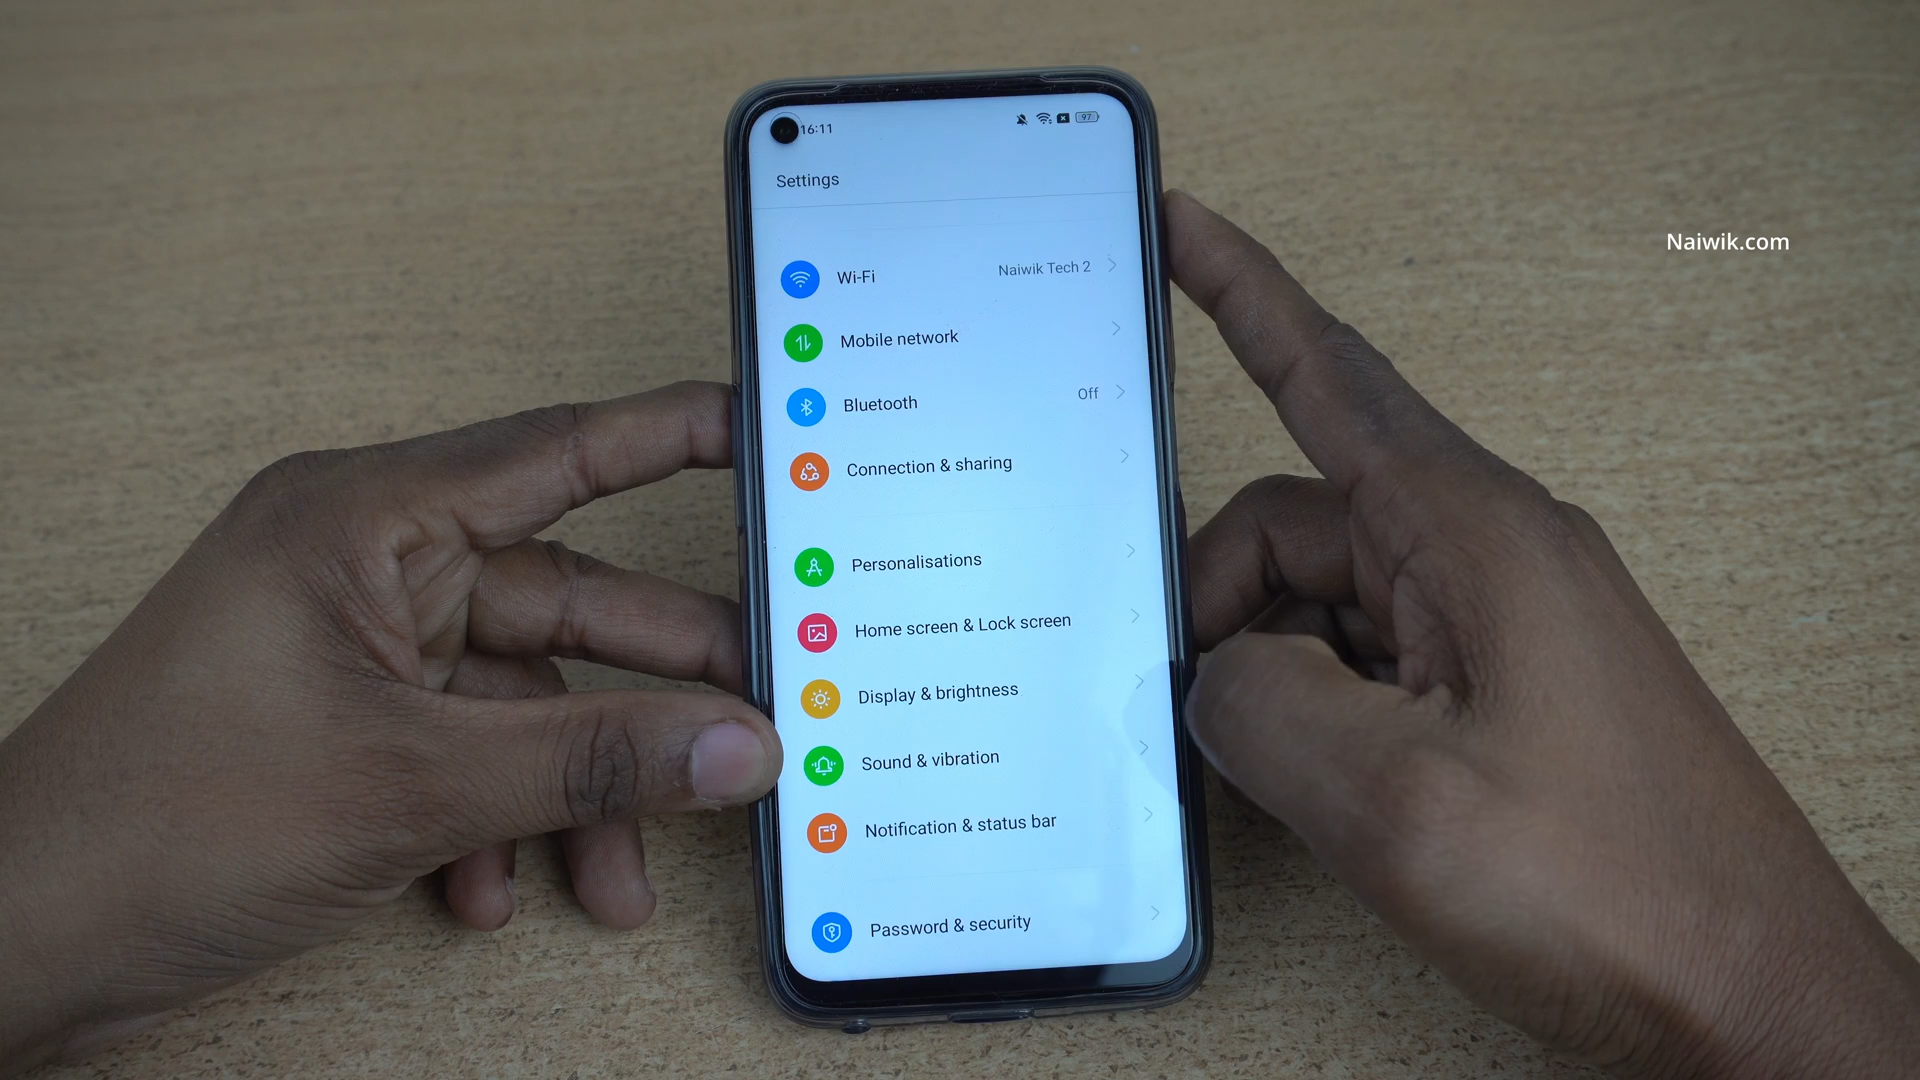 16:11
97
Settings
Naiwik.com
Wi-Fi Naiwik Tech 2
Mobile network
Bluetooth Off
Connection & sharing
Personalisations
Home screen & Lock screen
Display & brightness
Sound & vibration
Notification & status bar
Password & security